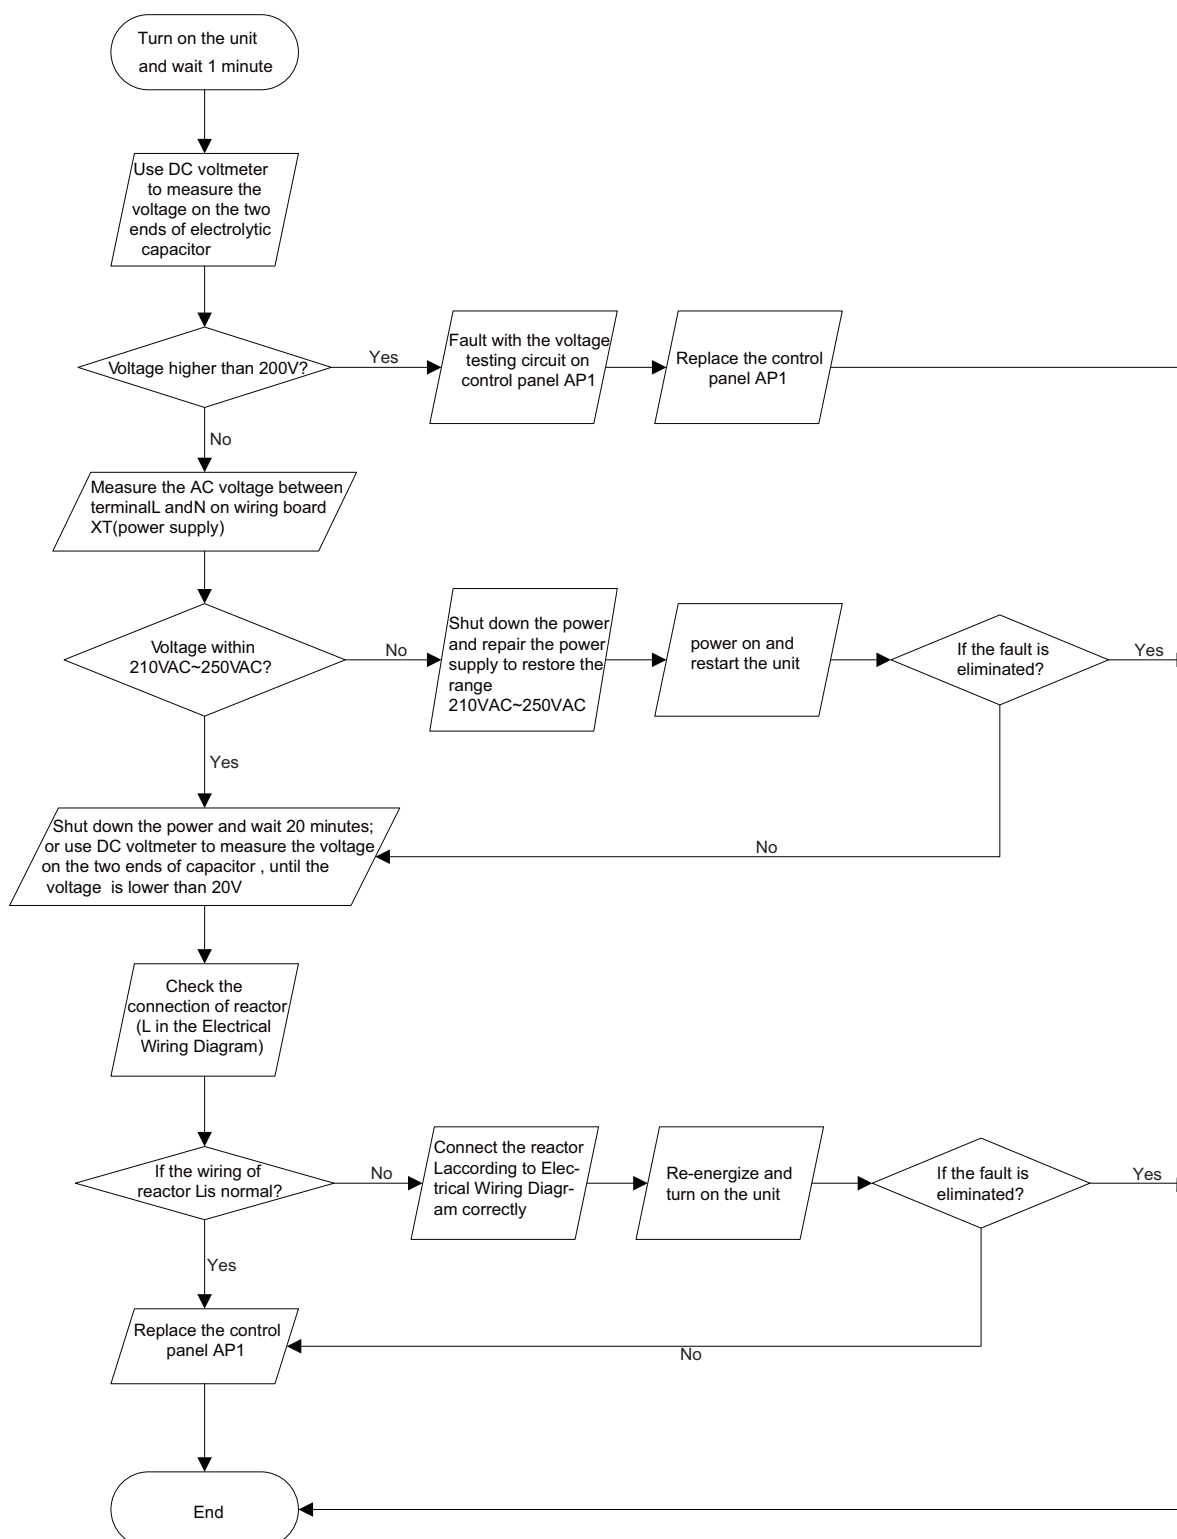 Turn on the unit
and wait 1 minute
Use DC voltmeter
to measure the
voltage on the two
ends of electrolytic
capacitor
Voltage higher than 200V?
Yes
Fault with the voltage
testing circuit on
control panel AP1
Replace the control
panel AP1
No
Measure the AC voltage between
terminalL andN on wiring board
XT(power supply)
Voltage within
210VAC~250VAC?
No
Shut down the power
and repair the power
supply to restore the
range
210VAC~250VAC
power on and
restart the unit
If the fault is
eliminated?
Yes
Yes
No
Shut down the power and wait 20 minutes;
or use DC voltmeter to measure the voltage
on the two ends of capacitor , until the
voltage is lower than 20V
Check the
connection of reactor
(L in the Electrical
Wiring Diagram)
If the wiring of
reactor Lis normal?
No
Connect the reactor
Laccording to Elec-
trical Wiring Diagr-
am correctly
Re-energize and
turn on the unit
If the fault is
eliminated?
Yes
Yes
No
Replace the control
panel AP1
End